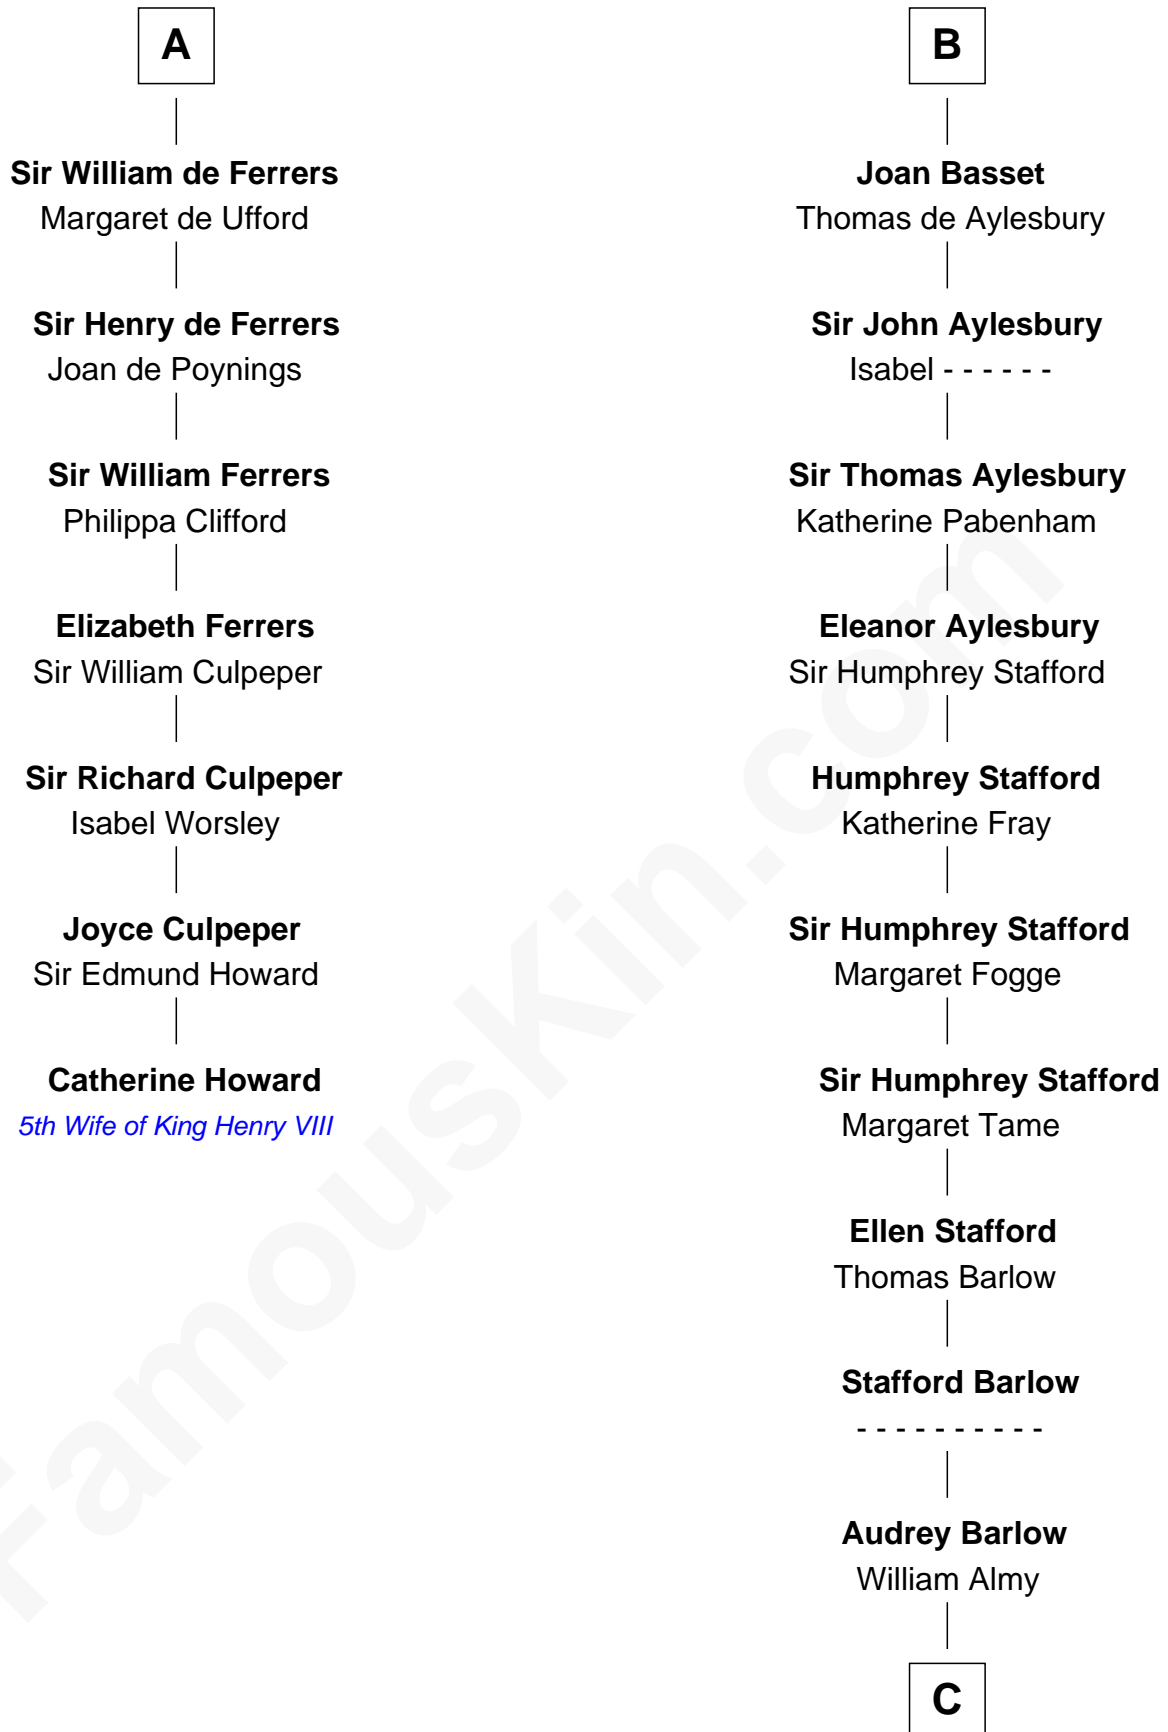 A
Sir William de Ferrers
Margaret de Ufford
Sir Henry de Ferrers
Joan de Poynings
Sir William Ferrers
Philippa Clifford
Elizabeth Ferrers
Sir William Culpeper
Sir Richard Culpeper
Isabel Worsley
Joyce Culpeper
Sir Edmund Howard
Catherine Howard
5th Wife of King Henry VIII
B
Joan Basset
Thomas de Aylesbury
Sir John Aylesbury
Isabel - - - - - -
Sir Thomas Aylesbury
Katherine Pabenham
Eleanor Aylesbury
Sir Humphrey Stafford
Humphrey Stafford
Katherine Fray
Sir Humphrey Stafford
Margaret Fogge
Sir Humphrey Stafford
Margaret Tame
Ellen Stafford
Thomas Barlow
Stafford Barlow
- - - - - - - - - -
Audrey Barlow
William Almy
C
FamousKin.com